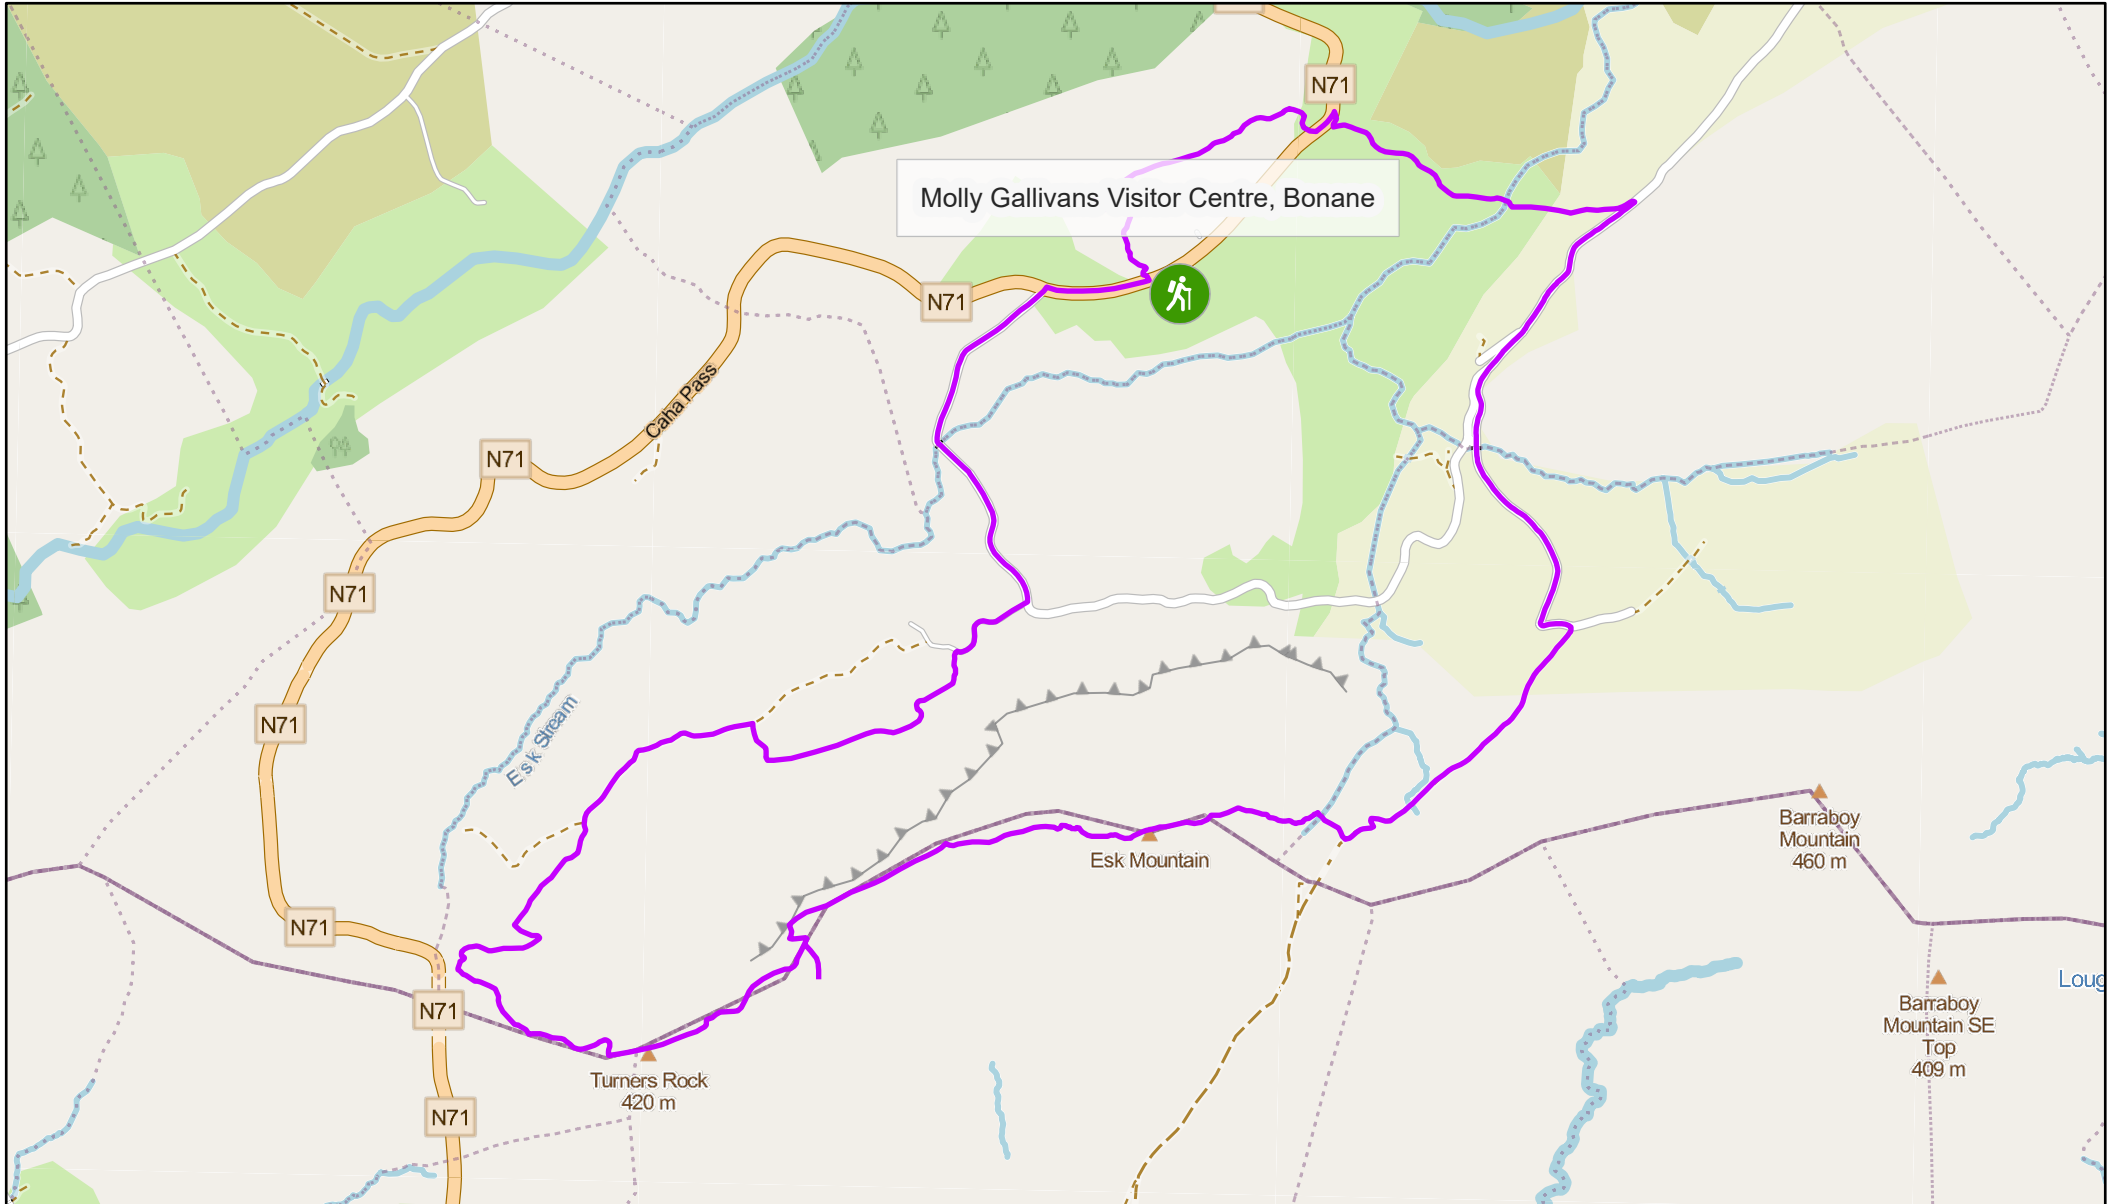 N71
Molly Gallivans Visitor Centre, Bonane
N71
Caha Pass
N71
N71
Esk Stream
N71
Barraboy
Mountain
460 m
Esk Mountain
N71
Loug
N71
Barraboy
Mountain SE
Top
409 m
Turners Rock
420 m
N71